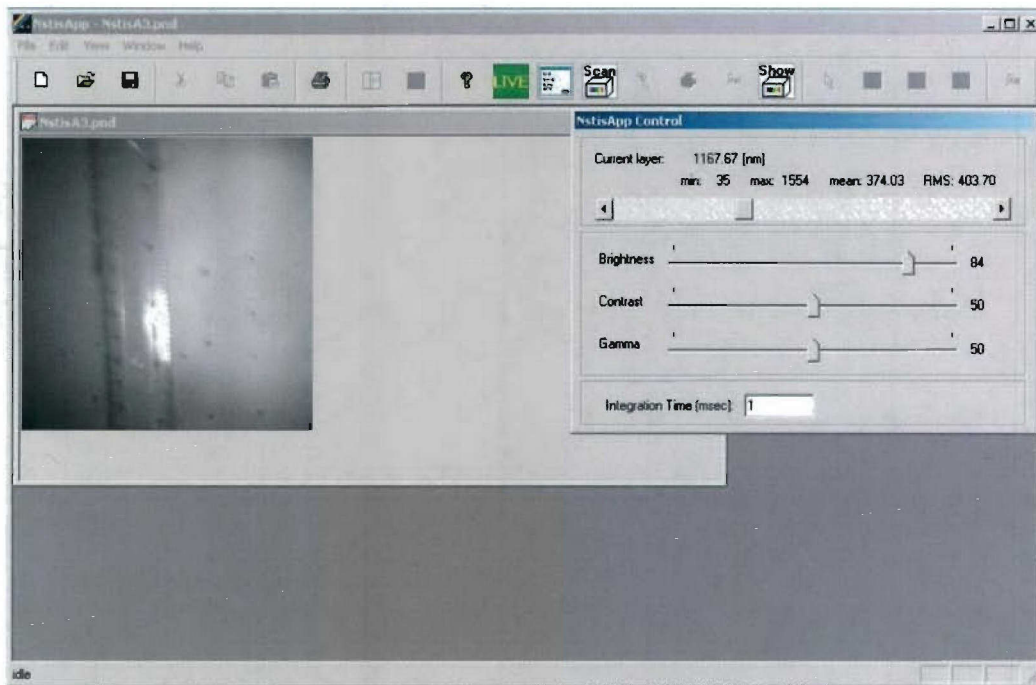 NstisApp - NstisA3.pnd
File Edit View Window Help
LIVE Scan Show
NstisA3.pnd
NstisApp Control
Current layer: 1167.67 [nm]
min: 35 max: 1554 mean: 374.03 RMS: 403.70
Brightness 84
Contrast 50
Gamma 50
Integration Time [msec]: 1
idle